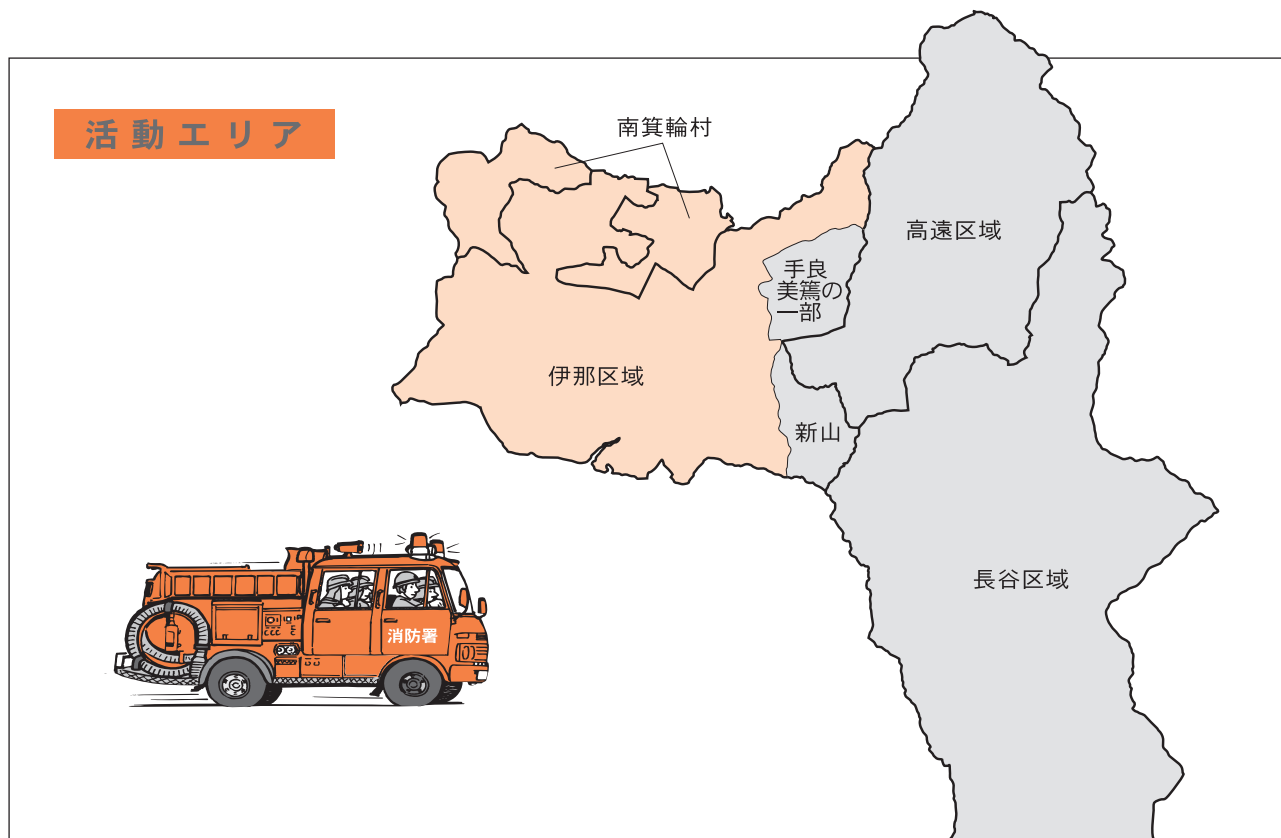 活動エリア
南箕輪村
高遠区域
手良
美篶の
一部
伊那区域
新山
長谷区域
消防署